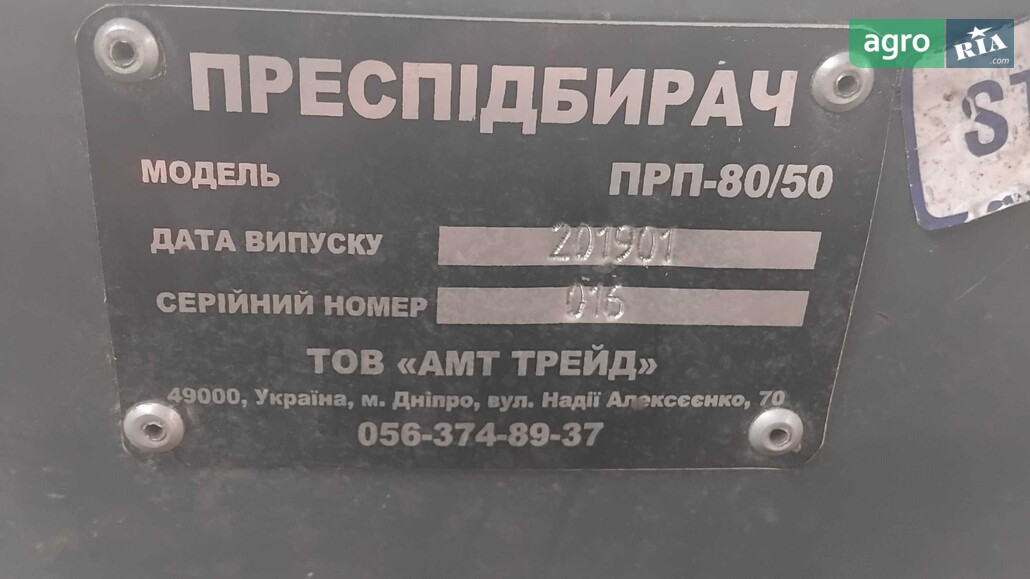 agro RIA .com
ПРЕСПІДБИРАЧ
МОДЕЛЬ ПРП-80/50
ДАТА ВИПУСКУ 201901
СЕРІЙНИЙ НОМЕР 016
ТОВ «АМТ ТРЕЙД»
49000, Україна, м. Дніпро, вул. Надії Алексєєнко, 70
056-374-89-37